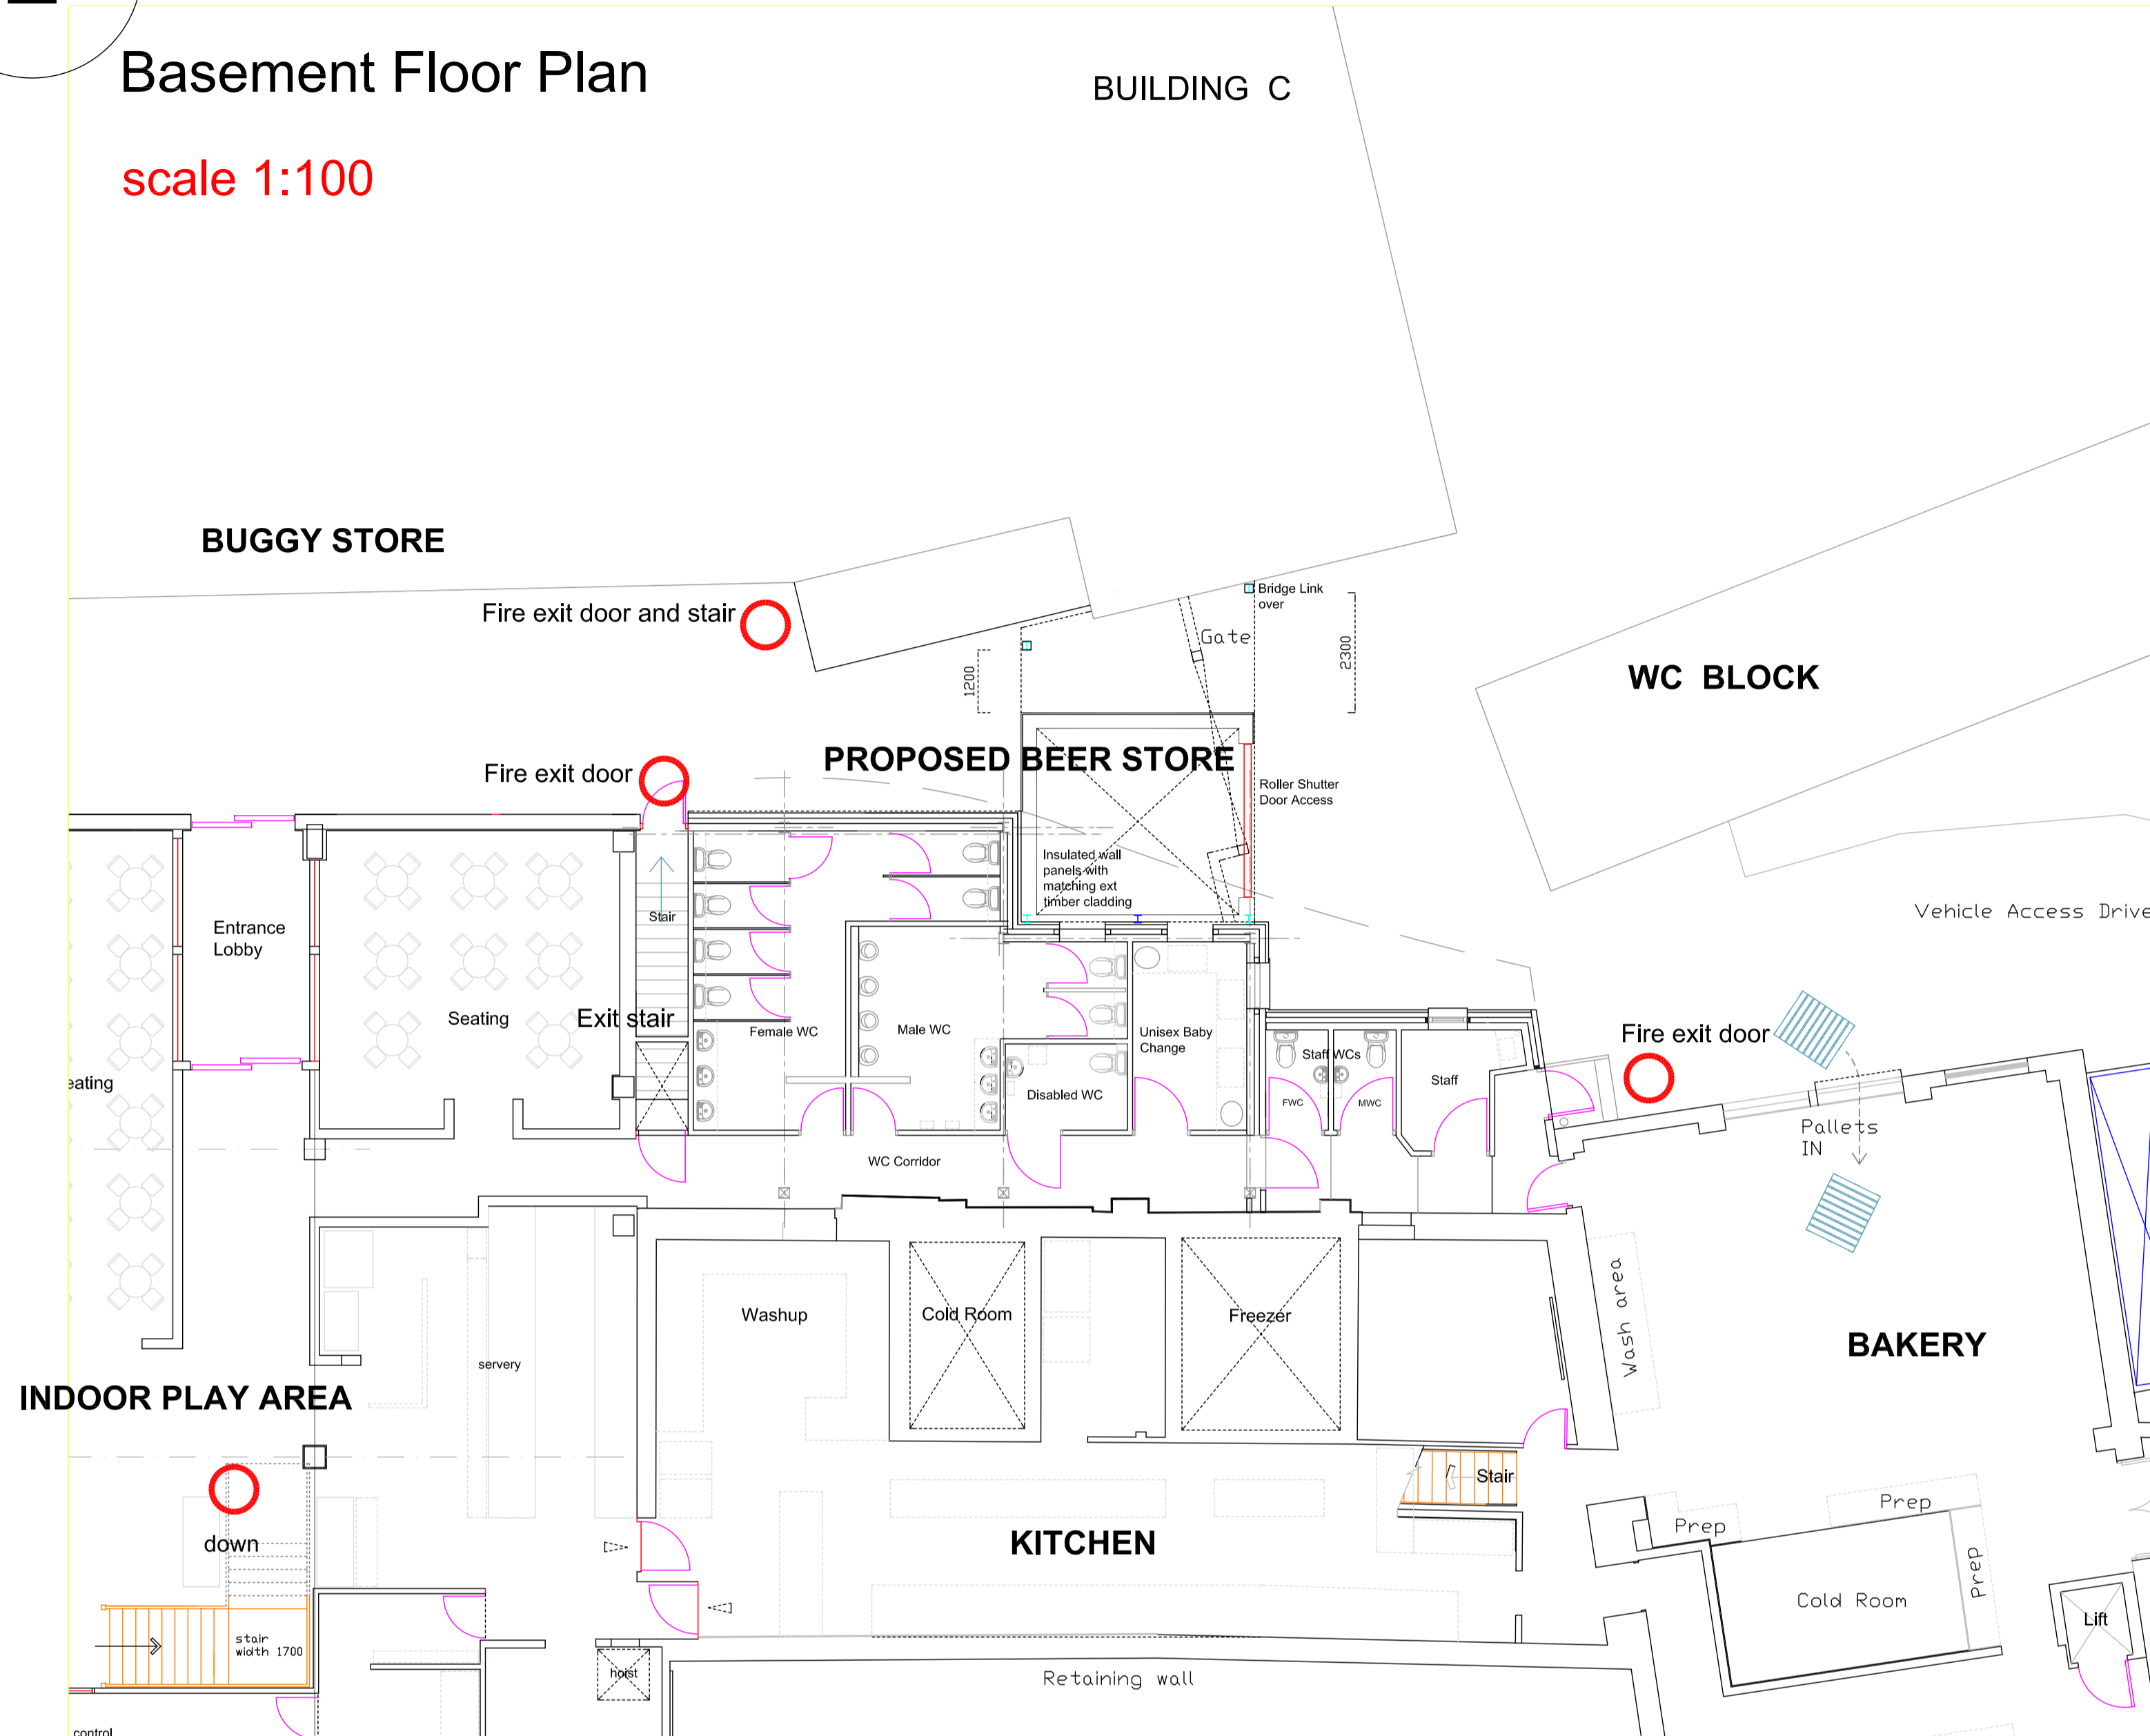 Basement Floor Plan
BUILDING C
scale 1:100
BUGGY STORE
Fire exit door and stair
Bridge Link
over
Gate
1200
2300
WC BLOCK
PROPOSED BEER STORE
Fire exit door
Roller Shutter
Door Access
Insulated wall
panels with
matching ext
timber cladding
Stair
Entrance
Lobby
Vehicle Access Drive
Seating
Exit stair
Female WC
Male WC
Unisex Baby
Change
Staff WCs
Fire exit door
eating
Staff
Disabled WC
FWC
MWC
Pallets
IN
WC Corridor
Washup
Cold Room
Freezer
Wash area
BAKERY
servery
INDOOR PLAY AREA
Stair
Prep
Prep
Prep
down
KITCHEN
Cold Room
Lift
stair
width 1700
hoist
Retaining wall
control